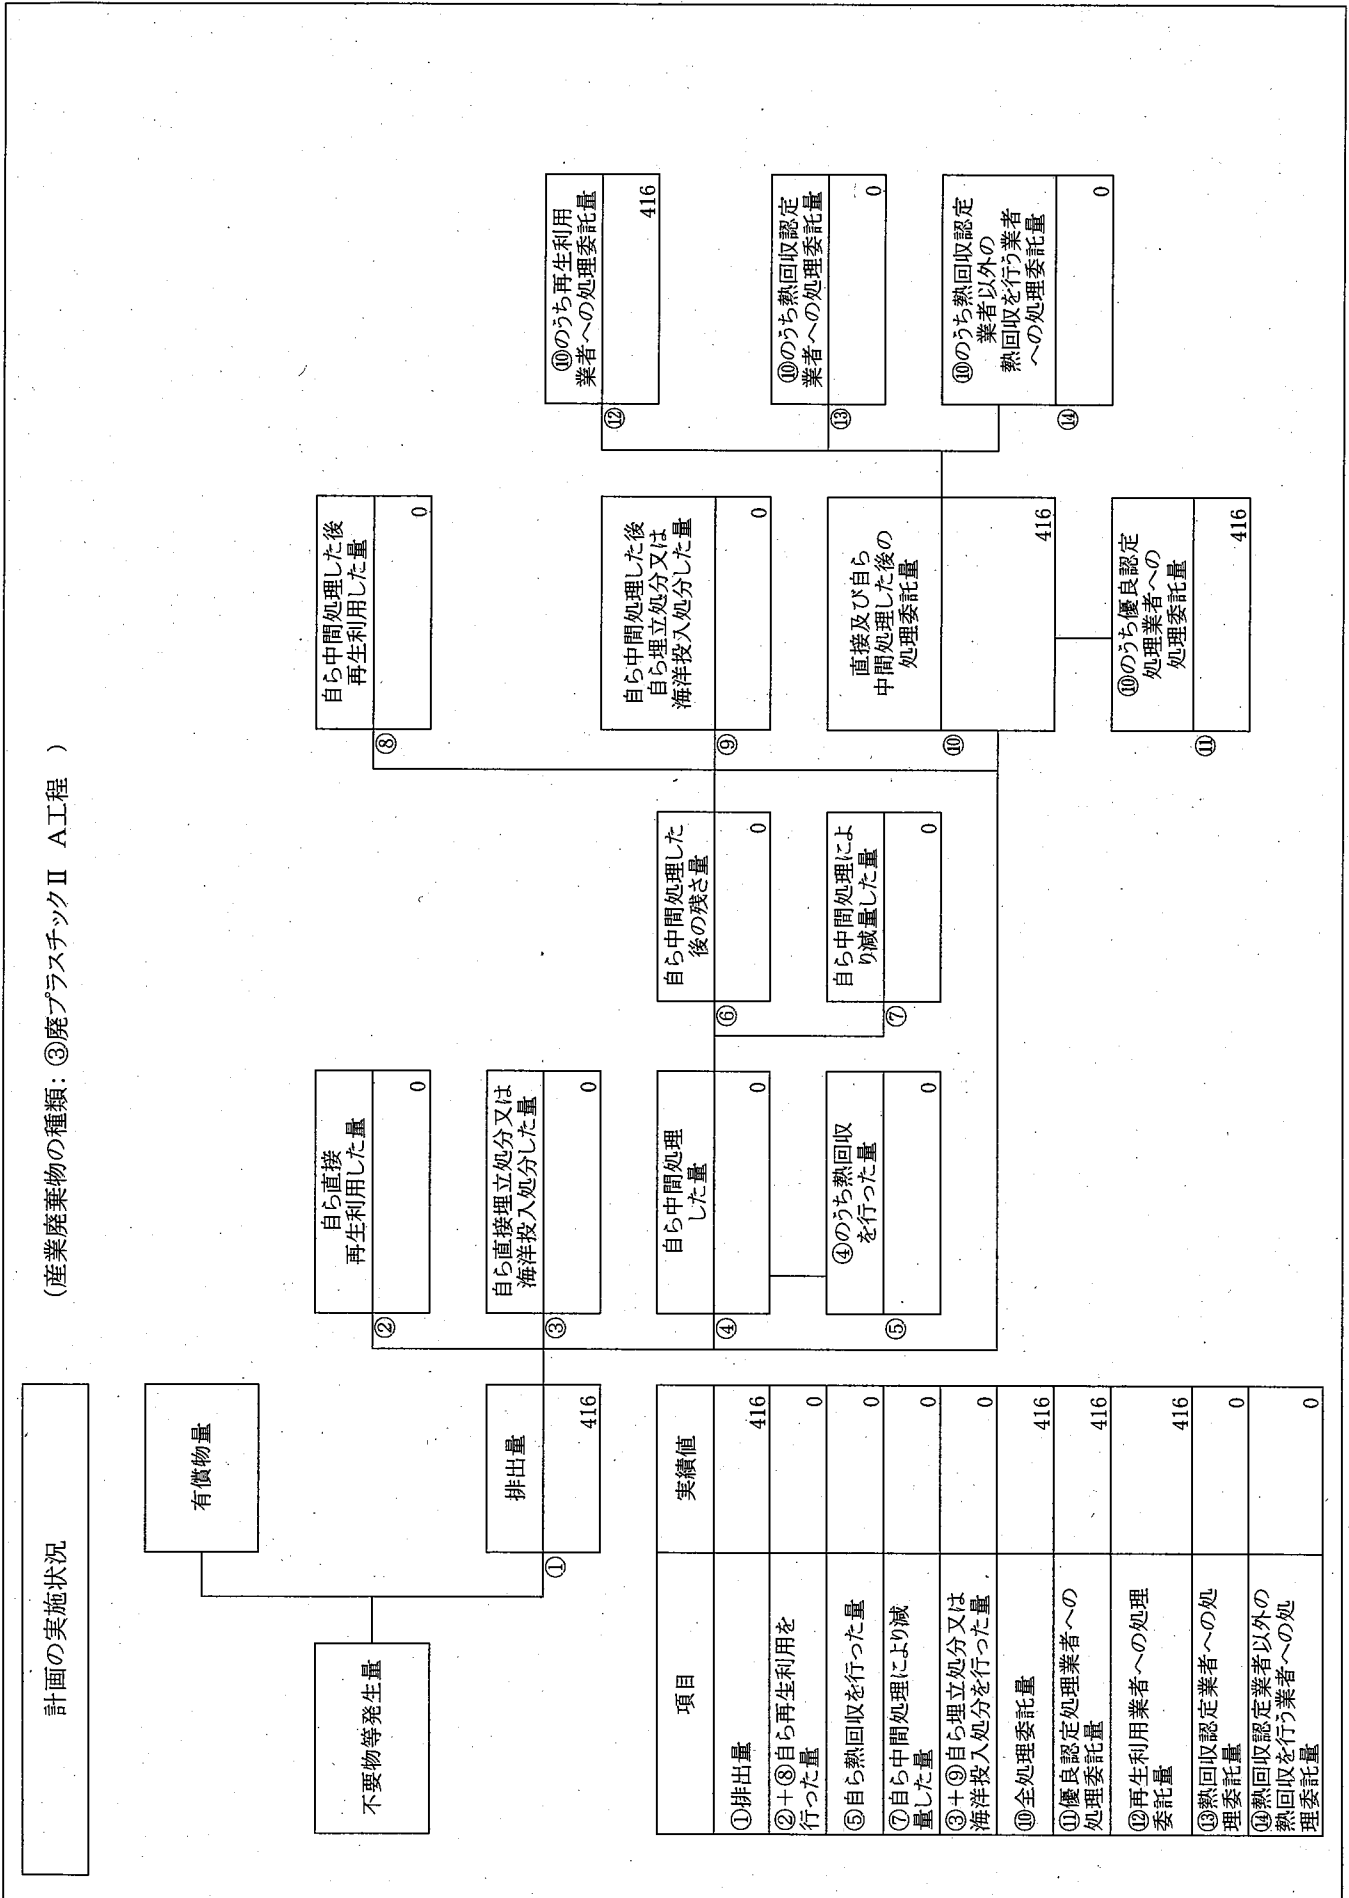 計画の実施状況
(産業廃棄物の種類: ③廃プラスチックⅡ A工程 )
不要物等発生量
有償物量
①
排出量
416
②
自ら直接
再生利用した量
0
③
自ら直接埋立処分又は
海洋投入処分した量
0
④
自ら中間処理
した量
0
⑤
④のうち熱回収
を行った量
0
⑥
自ら中間処理した
後の残さ量
0
⑦
自ら中間処理によ
り減量した量
0
⑧
自ら中間処理した後
再生利用した量
0
⑨
自ら中間処理した後
自ら埋立処分又は
海洋投入処分した量
0
⑩
直接及び自ら
中間処理した後の
処理委託量
416
⑪
⑩のうち優良認定
処理業者への
処理委託量
416
⑫
⑩のうち再生利用
業者への処理委託量
416
⑬
⑩のうち熱回収認定
業者への処理委託量
0
⑭
⑩のうち熱回収認定
業者以外の
熱回収を行う業者
への処理委託量
0
項目 実績値
①排出量 416
②+⑧自ら再生利用を
行った量 0
⑤自ら熱回収を行った量 0
⑦自ら中間処理により減
量した量 0
③+⑨自ら埋立処分又は
海洋投入処分を行った量 0
⑩全処理委託量 416
⑪優良認定処理業者への
処理委託量 416
⑫再生利用業者への処理
委託量 416
⑬熱回収認定業者への処
理委託量 0
⑭熱回収認定業者以外の
熱回収を行う業者への処
理委託量 0